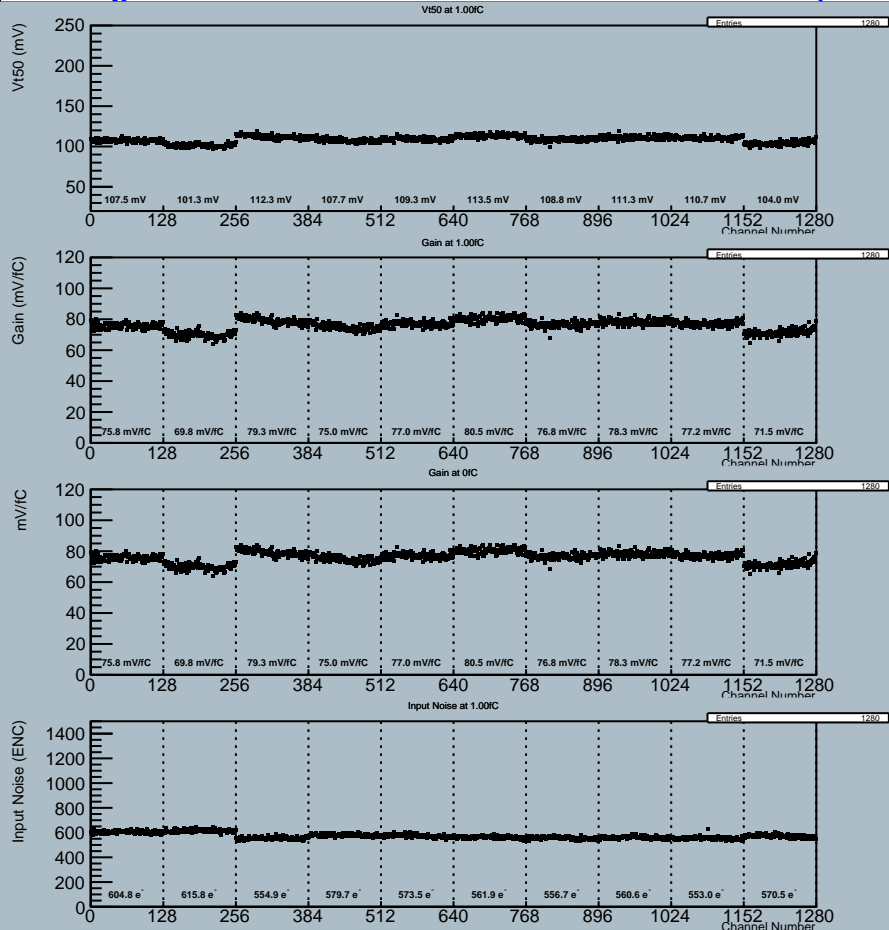 Vt50 at 1.00fC
Entries 1280
Vt50 (mV)
250
200
150
100
50
107.5 mV 101.3 mV 112.3 mV 107.7 mV 109.3 mV 113.5 mV 108.8 mV 111.3 mV 110.7 mV 104.0 mV
0 128 256 384 512 640 768 896 1024 1152 1280
Channel Number
Gain at 1.00fC
Entries 1280
Gain (mV/fC)
120
100
80
60
40
20
0
75.8 mV/fC 69.8 mV/fC 79.3 mV/fC 75.0 mV/fC 77.0 mV/fC 80.5 mV/fC 76.8 mV/fC 78.3 mV/fC 77.2 mV/fC 71.5 mV/fC
0 128 256 384 512 640 768 896 1024 1152 1280
Channel Number
Gain at 0fC
Entries 1280
mV/fC
120
100
80
60
40
20
0
75.8 mV/fC 69.8 mV/fC 79.3 mV/fC 75.0 mV/fC 77.0 mV/fC 80.5 mV/fC 76.8 mV/fC 78.3 mV/fC 77.2 mV/fC 71.5 mV/fC
0 128 256 384 512 640 768 896 1024 1152 1280
Channel Number
Input Noise at 1.00fC
Entries 1280
Input Noise (ENC)
1400
1200
1000
800
600
400
200
0
604.8 e⁻ 615.8 e⁻ 554.9 e⁻ 579.7 e⁻ 573.5 e⁻ 561.9 e⁻ 556.7 e⁻ 560.6 e⁻ 553.0 e⁻ 570.5 e⁻
0 128 256 384 512 640 768 896 1024 1152 1280
Channel Number